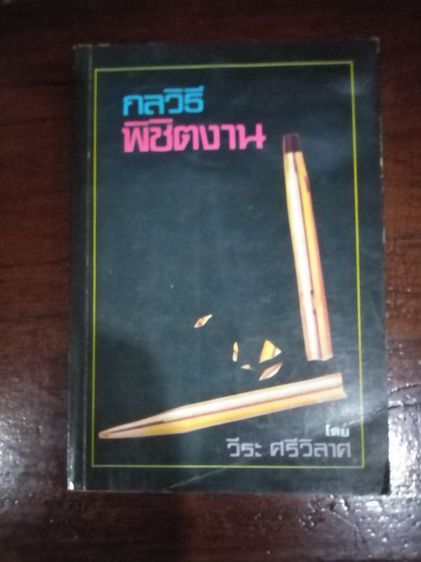 กลวิธี
พิชิตงาน
โดย
วีระ ศรีวิลาศ